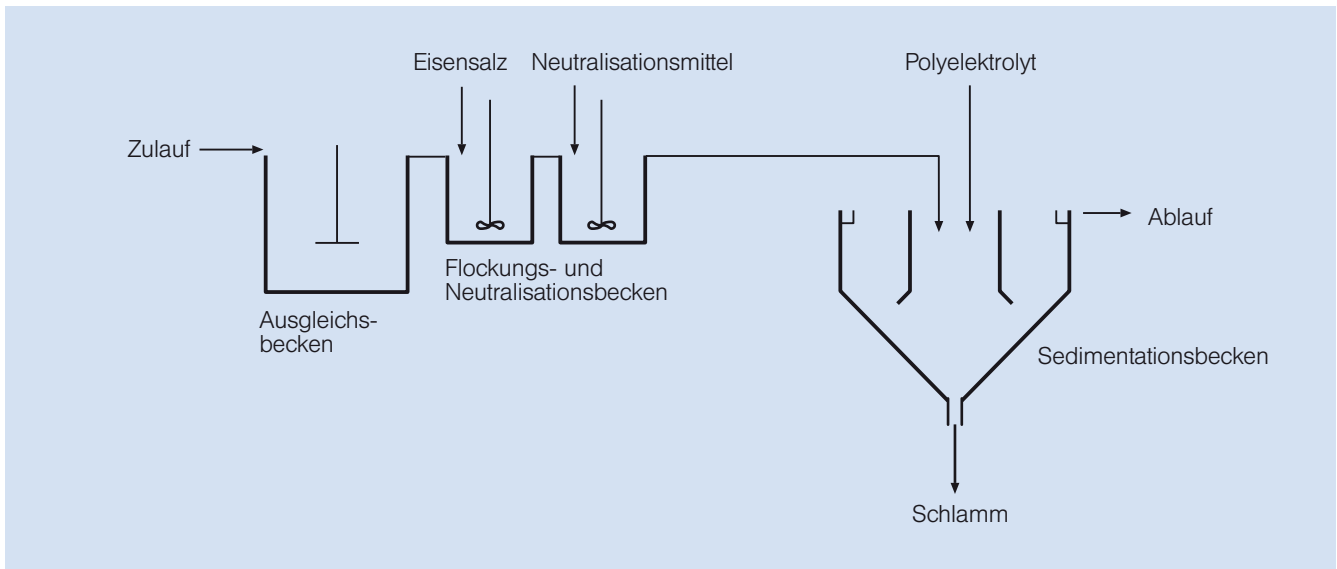 Eisensalz
Neutralisationsmittel
Polyelektrolyt
Zulauf
Ablauf
Flockungs- und
Neutralisationsbecken
Ausgleichs-
becken
Sedimentationsbecken
Schlamm